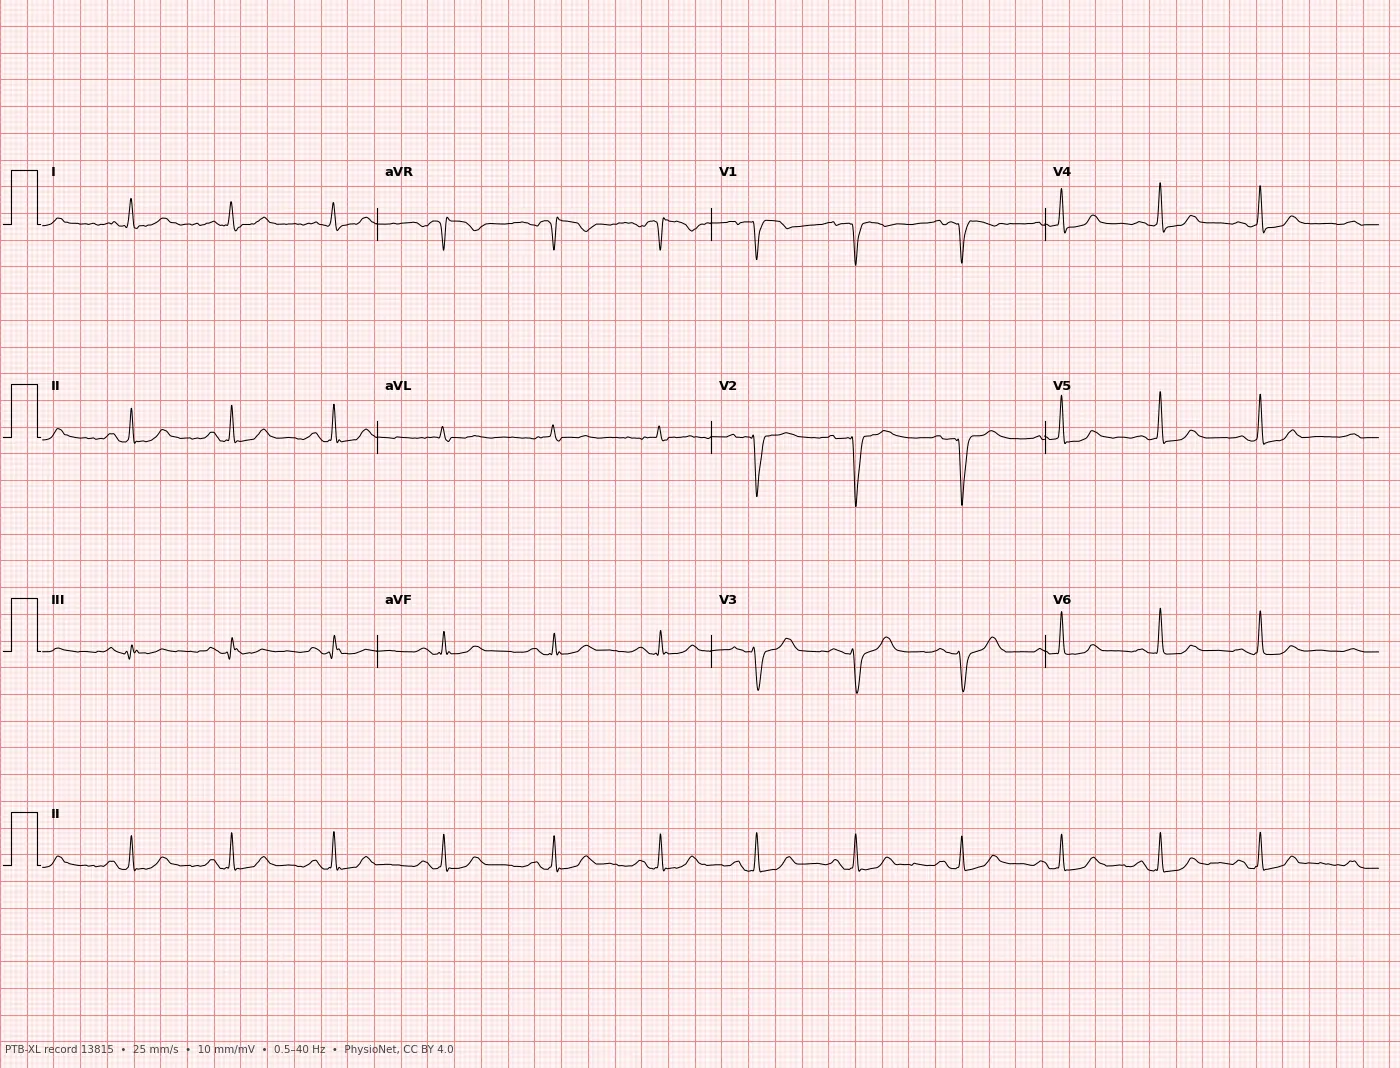 I aVR V1 V4
II aVL V2 V5
III aVF V3 V6
II
PTB-XL record 13815 • 25 mm/s • 10 mm/mV • 0.5–40 Hz • PhysioNet, CC BY 4.0